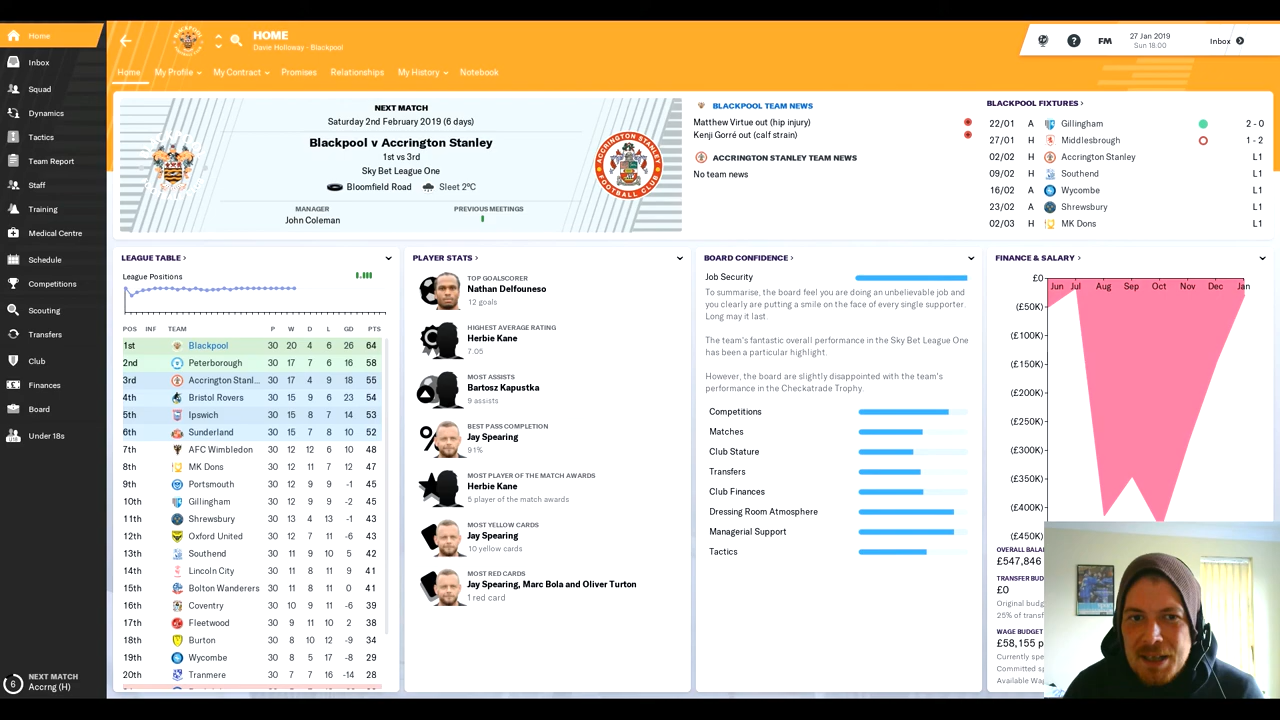 Home
Inbox
Squad
Dynamics
Tactics
Team Report
Staff
Training
Medical Centre
Schedule
Competitions
Scouting
Transfers
Club
Finances
Board
Under 18s
NEXT MATCH
6 Accrng (H)
HOME
Davie Holloway - Blackpool
27 Jan 2019
Sun 18.00
FM
Inbox
Home My Profile My Contract Promises Relationships My History Notebook
NEXT MATCH
Saturday 2nd February 2019 (6 days)
Blackpool v Accrington Stanley
1st vs 3rd
Sky Bet League One
Bloomfield Road Sleet 2ºC
MANAGER
John Coleman
PREVIOUS MEETINGS
ACCRINGTON STANLEY
FOOTBALL CLUB
BLACKPOOL TEAM NEWS
Matthew Virtue out (hip injury)
Kenji Gorré out (calf strain)
ACCRINGTON STANLEY TEAM NEWS
No team news
BLACKPOOL FIXTURES
22/01 A Gillingham 2 - 0
27/01 H Middlesbrough 1 - 2
02/02 H Accrington Stanley L1
09/02 H Southend L1
16/02 A Wycombe L1
23/02 A Shrewsbury L1
02/03 H MK Dons L1
LEAGUE TABLE
League Positions
POS INF TEAM P W D L GD PTS
1st Blackpool 30 20 4 6 26 64
2nd Peterborough 30 17 7 6 16 58
3rd Accrington Stanl... 30 17 4 9 18 55
4th Bristol Rovers 30 15 9 6 23 54
5th Ipswich 30 15 8 7 14 53
6th Sunderland 30 15 7 8 10 52
7th AFC Wimbledon 30 12 12 6 10 48
8th MK Dons 30 12 11 7 12 47
9th Portsmouth 30 12 9 9 -1 45
10th Gillingham 30 12 9 9 -2 45
11th Shrewsbury 30 13 4 13 -1 43
12th Oxford United 30 12 7 11 -6 43
13th Southend 30 11 9 10 5 42
14th Lincoln City 30 11 8 11 9 41
15th Bolton Wanderers 30 11 8 11 0 41
16th Coventry 30 10 9 11 -6 39
17th Fleetwood 30 9 11 10 2 38
18th Burton 30 8 10 12 -9 34
19th Wycombe 30 8 5 17 -8 29
20th Tranmere 30 7 7 16 -14 28
PLAYER STATS
TOP GOALSCORER
Nathan Delfouneso
12 goals
HIGHEST AVERAGE RATING
Herbie Kane
7.05
MOST ASSISTS
Bartosz Kapustka
9 assists
BEST PASS COMPLETION
Jay Spearing
91%
MOST PLAYER OF THE MATCH AWARDS
Herbie Kane
5 player of the match awards
MOST YELLOW CARDS
Jay Spearing
10 yellow cards
MOST RED CARDS
Jay Spearing, Marc Bola and Oliver Turton
1 red card
BOARD CONFIDENCE
Job Security
To summarise, the board feel you are doing an unbelievable job and
you clearly are putting a smile on the face of every single supporter.
Long may it last.
The team's fantastic overall performance in the Sky Bet League One
has been a particular highlight.
However, the board are slightly disappointed with the team's
performance in the Checkatrade Trophy.
Competitions
Matches
Club Stature
Transfers
Club Finances
Dressing Room Atmosphere
Managerial Support
Tactics
FINANCE & SALARY
£0
Jun Jul Aug Sep Oct Nov Dec Jan
(£50K)
(£100K)
(£150K)
(£200K)
(£250K)
(£300K)
(£350K)
(£400K)
(£450K)
OVERALL BALA
£547,846
TRANSFER BUD
£0
Original budg
25% of transf
WAGE BUDGET
£58,155 p
Currently spe
Committed s
Available Wag